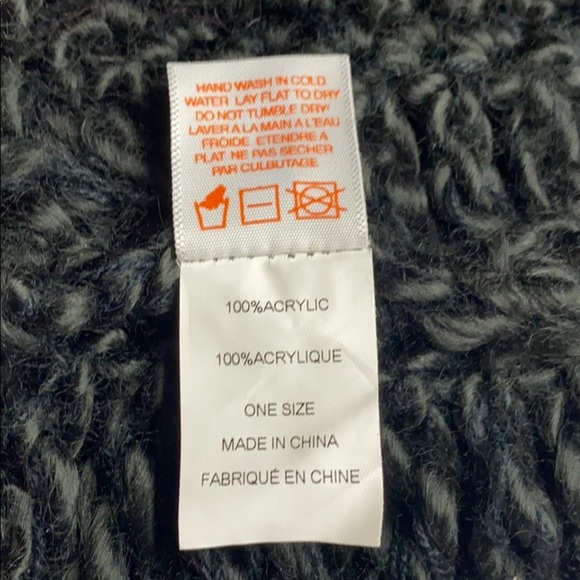 HAND WASH IN COLD
WATER LAY FLAT TO DRY
DO NOT TUMBLE DRY
LAVER A LA MAIN A L'EAU
FROIDE ETENDRE A
PLAT NE PAS SECHER
PAR CULBUTAGE
100%ACRYLIC
100%ACRYLIQUE
ONE SIZE
MADE IN CHINA
FABRIQUÉ EN CHINE